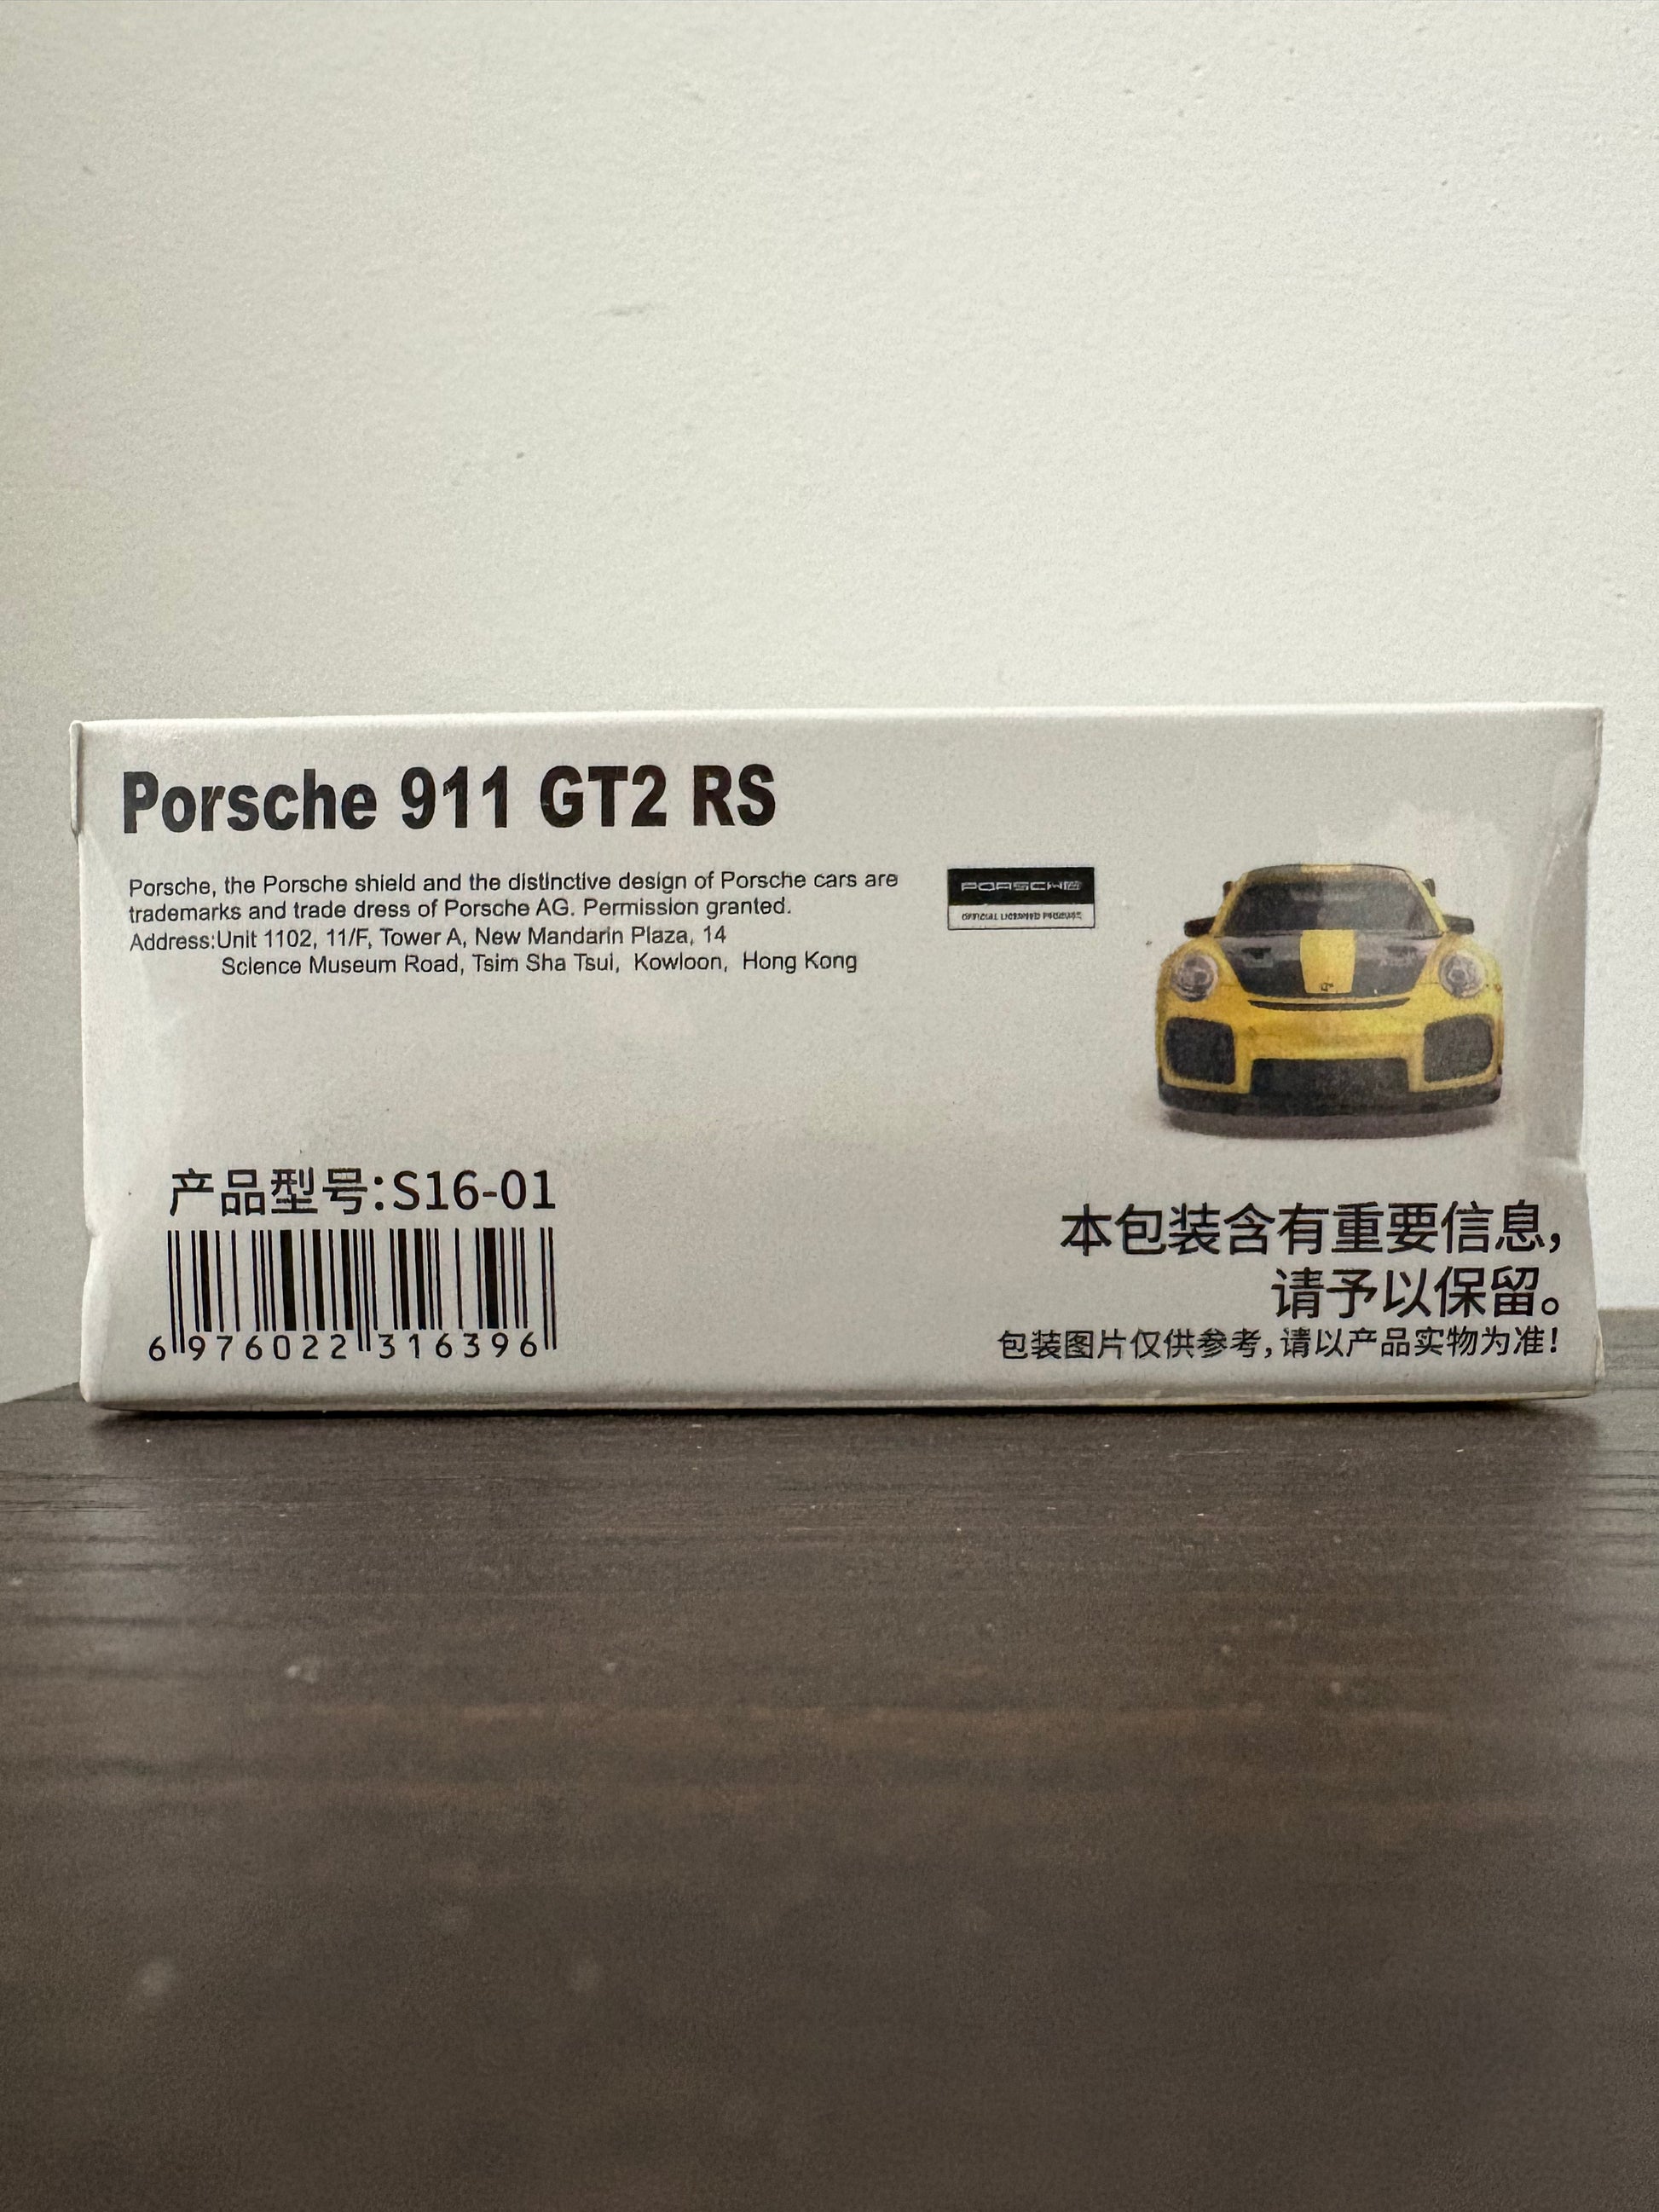 Porsche 911 GT2 RS
Porsche, the Porsche shield and the distinctive design of Porsche cars are
trademarks and trade dress of Porsche AG. Permission granted.
Address:Unit 1102, 11/F, Tower A, New Mandarin Plaza, 14
Science Museum Road, Tsim Sha Tsui, Kowloon, Hong Kong
PORSCHE
OFFICIAL LICENSED PRODUCT
产品型号:S16-01
6 976022 316396
本包装含有重要信息,
请予以保留。
包装图片仅供参考,请以产品实物为准!